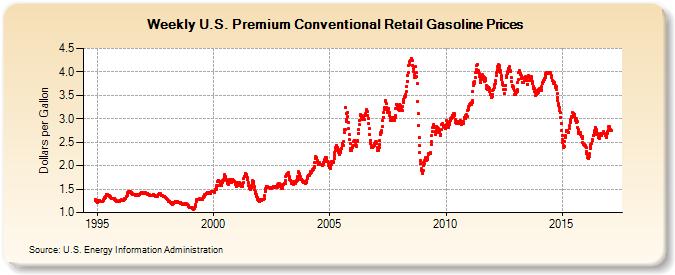 Weekly U.S. Premium Conventional Retail Gasoline Prices
Dollars per Gallon
4.5
4.0
3.5
3.0
2.5
2.0
1.5
1.0
1995 2000 2005 2010 2015
Source: U.S. Energy Information Administration